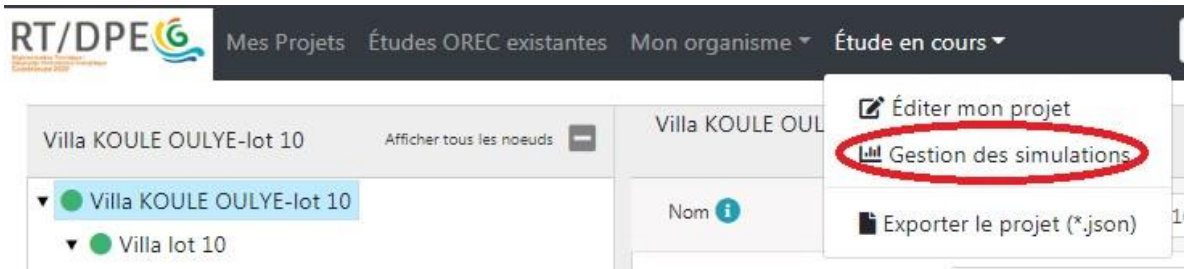 RT/DPE
Mes Projets Études OREC existantes Mon organisme Étude en cours
Éditer mon projet
Gestion des simulations
Exporter le projet (*.json)
Villa KOULE OULYE-lot 10 Afficher tous les noeuds
Villa KOULE OULYE-lot 10
Villa lot 10
Villa KOULE OUL
Nom